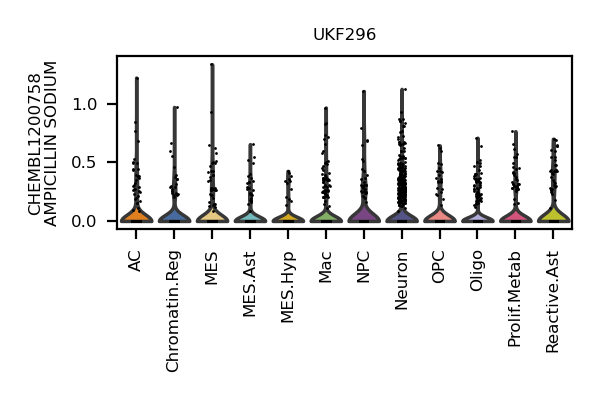 UKF296
CHEMBL1200758
AMPICILLIN SODIUM
1.0
0.5
0.0
AC
Chromatin.Reg
MES
MES.Ast
MES.Hyp
Mac
NPC
Neuron
OPC
Oligo
Prolif.Metab
Reactive.Ast